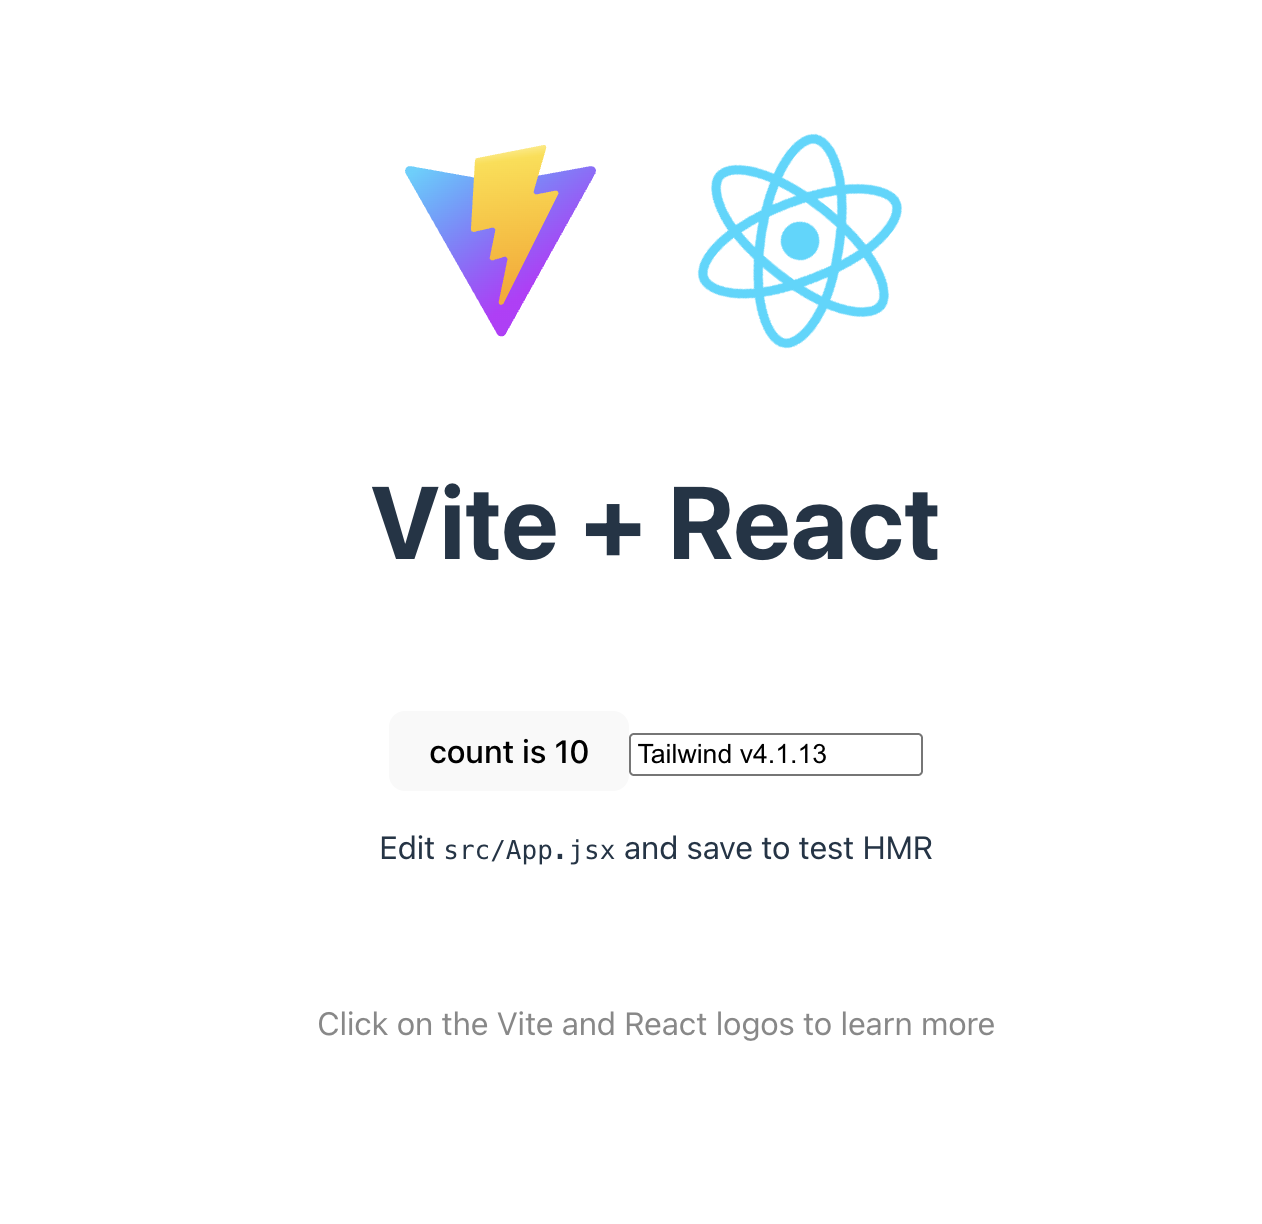 Vite + React
count is 10
Tailwind v4.1.13
Edit src/App.jsx and save to test HMR
Click on the Vite and React logos to learn more